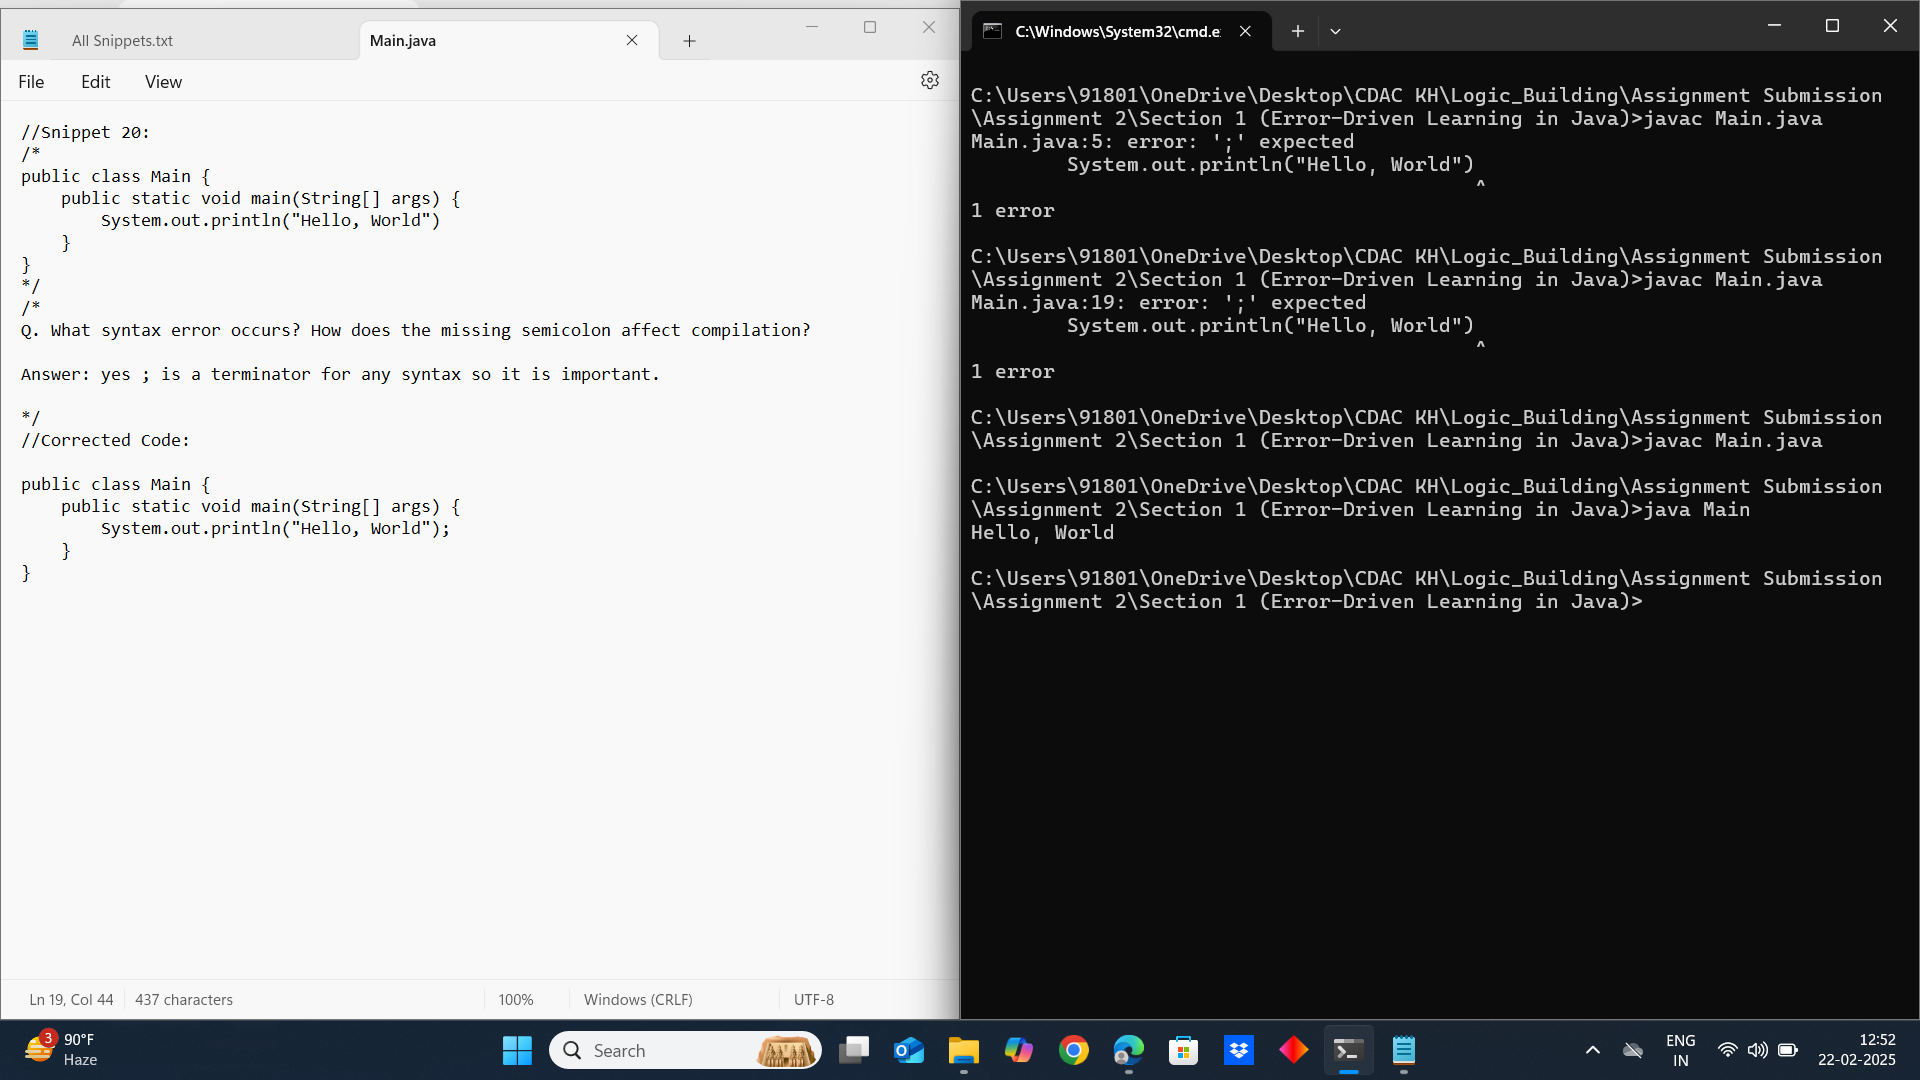 All Snippets.txt
Main.java
File Edit View
//Snippet 20:
/*
public class Main {
    public static void main(String[] args) {
        System.out.println("Hello, World")
    }
}
*/
/*
Q. What syntax error occurs? How does the missing semicolon affect compilation?
Answer: yes ; is a terminator for any syntax so it is important.
*/
//Corrected Code:
public class Main {
    public static void main(String[] args) {
        System.out.println("Hello, World");
    }
}
Ln 19, Col 44 437 characters 100% Windows (CRLF) UTF-8
C:\Windows\System32\cmd.e
C:\Users\91801\OneDrive\Desktop\CDAC KH\Logic_Building\Assignment Submission
\Assignment 2\Section 1 (Error-Driven Learning in Java)>javac Main.java
Main.java:5: error: ';' expected
        System.out.println("Hello, World")
                                          ^
1 error
C:\Users\91801\OneDrive\Desktop\CDAC KH\Logic_Building\Assignment Submission
\Assignment 2\Section 1 (Error-Driven Learning in Java)>javac Main.java
Main.java:19: error: ';' expected
        System.out.println("Hello, World")
                                          ^
1 error
C:\Users\91801\OneDrive\Desktop\CDAC KH\Logic_Building\Assignment Submission
\Assignment 2\Section 1 (Error-Driven Learning in Java)>javac Main.java
C:\Users\91801\OneDrive\Desktop\CDAC KH\Logic_Building\Assignment Submission
\Assignment 2\Section 1 (Error-Driven Learning in Java)>java Main
Hello, World
C:\Users\91801\OneDrive\Desktop\CDAC KH\Logic_Building\Assignment Submission
\Assignment 2\Section 1 (Error-Driven Learning in Java)>
3
90°F
Haze
Search
ENG
IN
12:52
22-02-2025